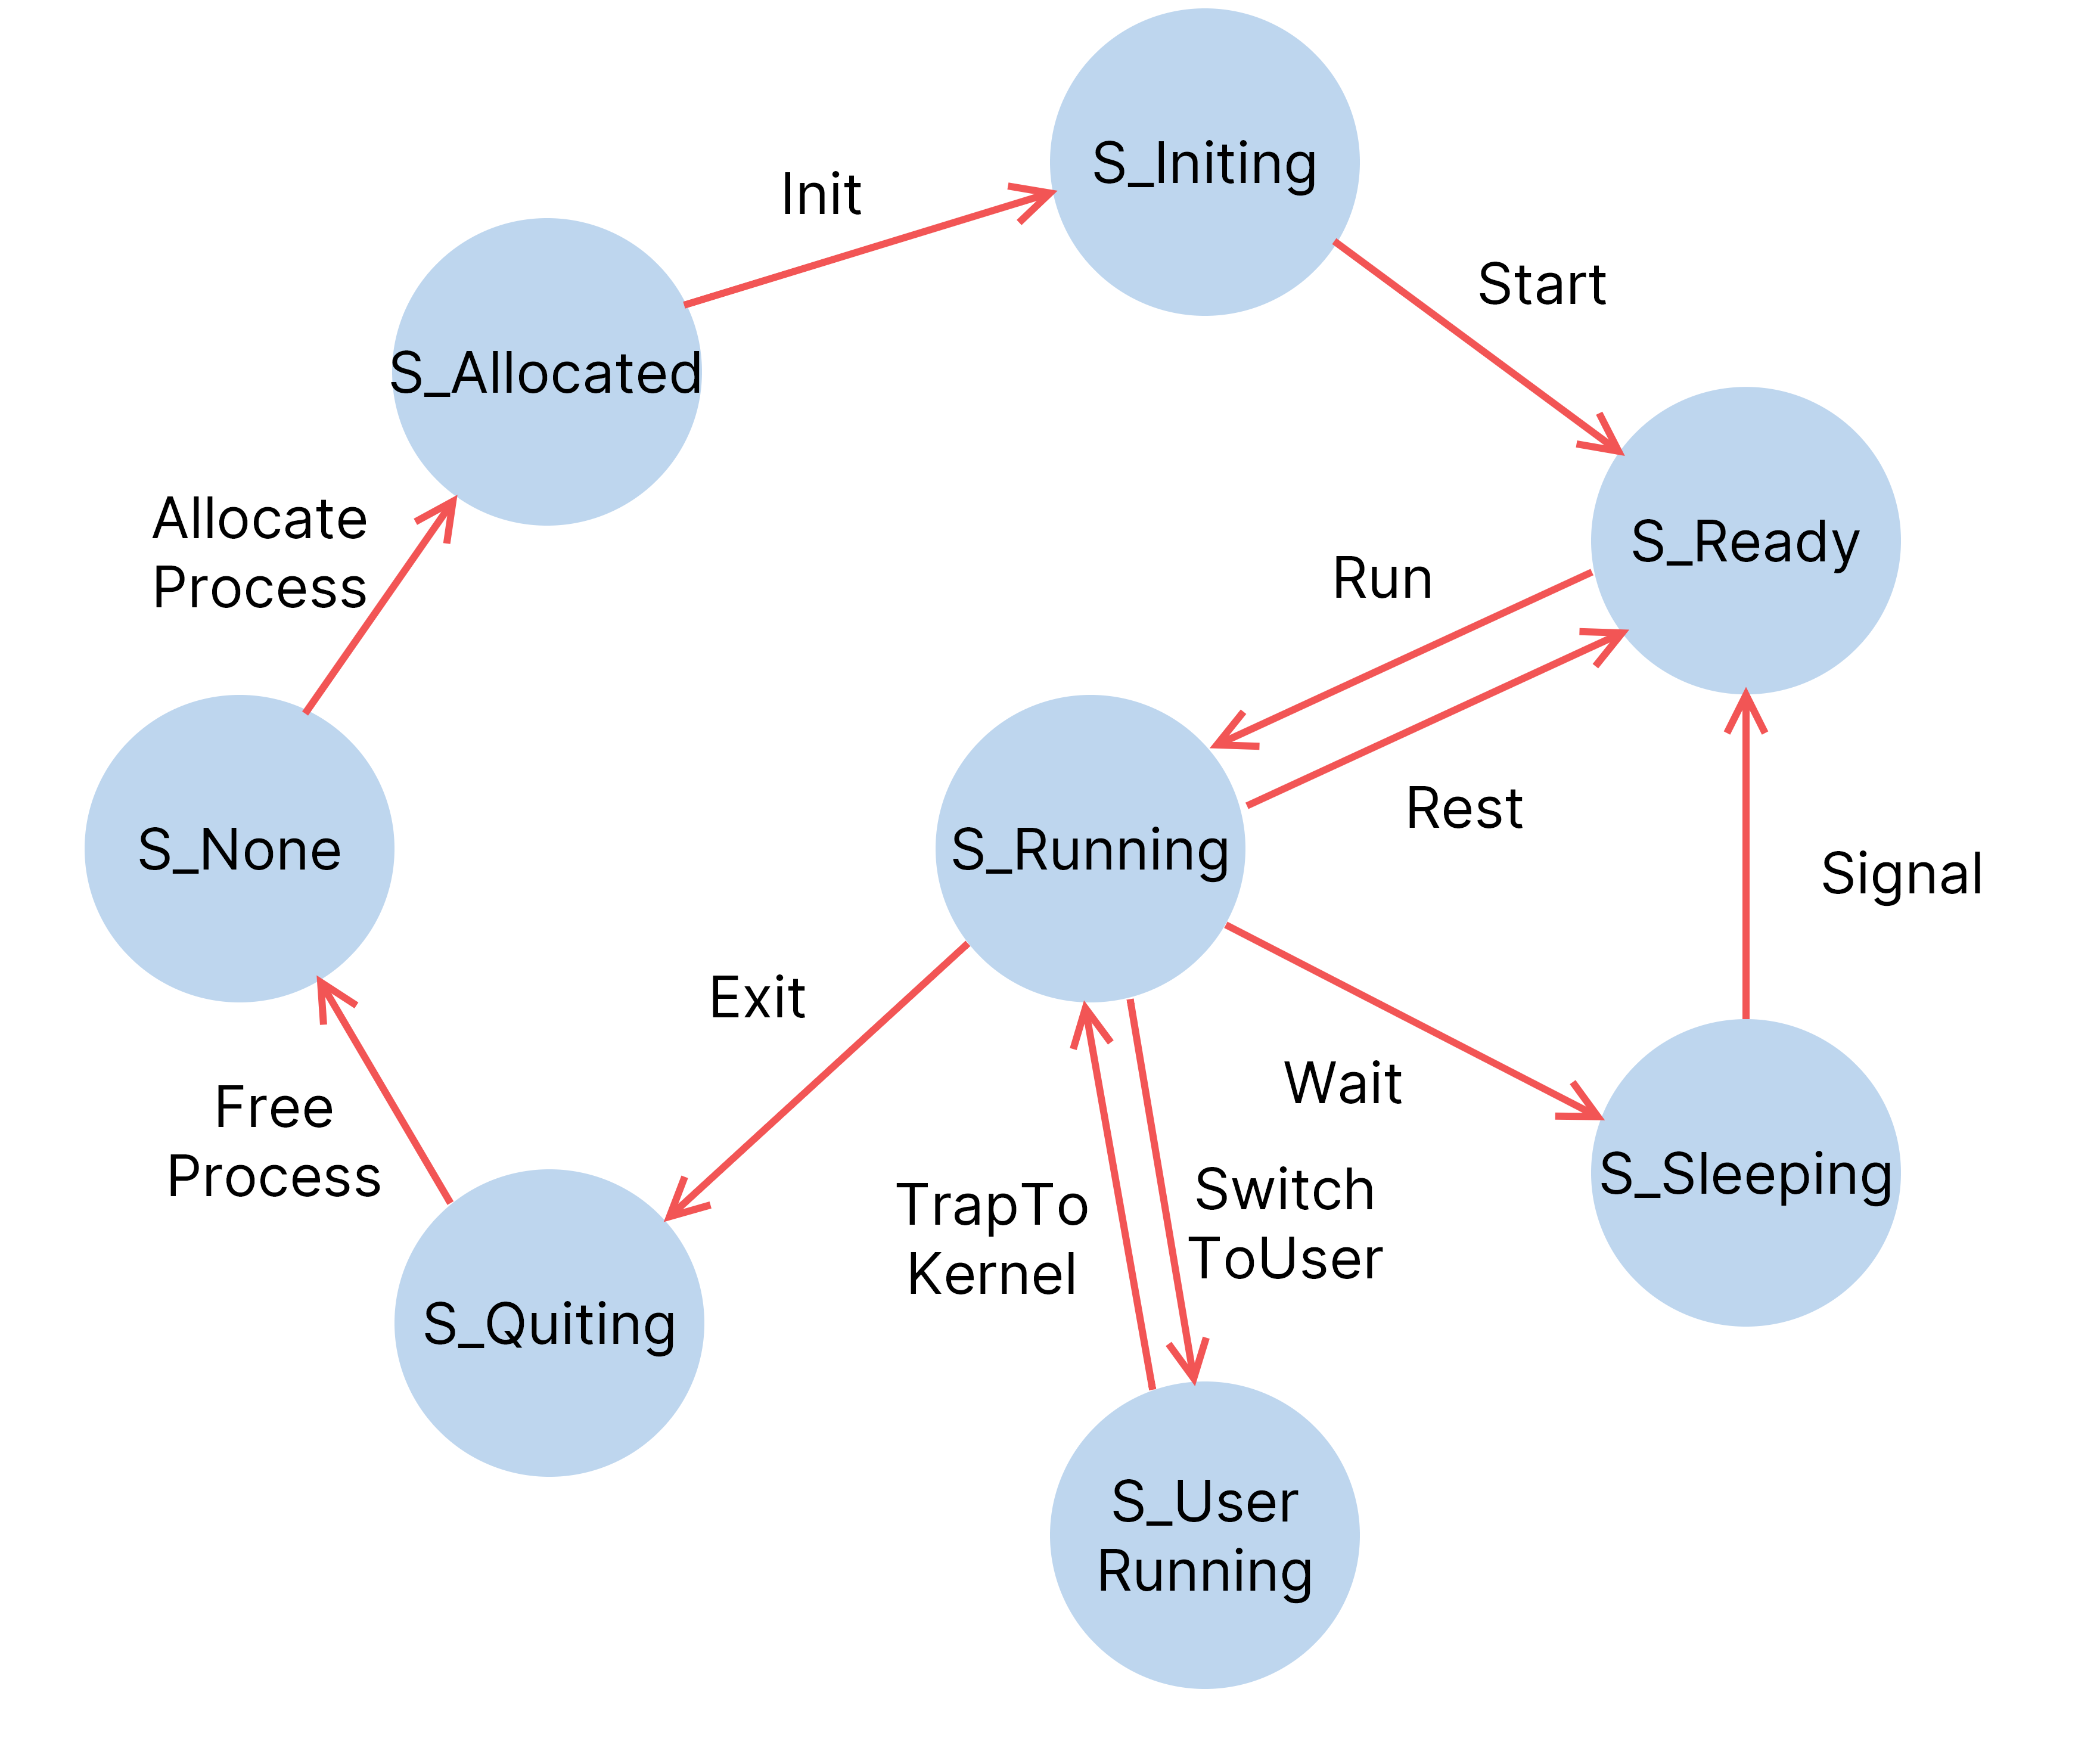 S_Initing
Init
Start
S_Allocated
Allocate
Process
S_Ready
Run
Rest
S_None
S_Running
Signal
Exit
Wait
Free
Process
TrapTo
Kernel
Switch
ToUser
S_Sleeping
S_Quiting
S_User
Running